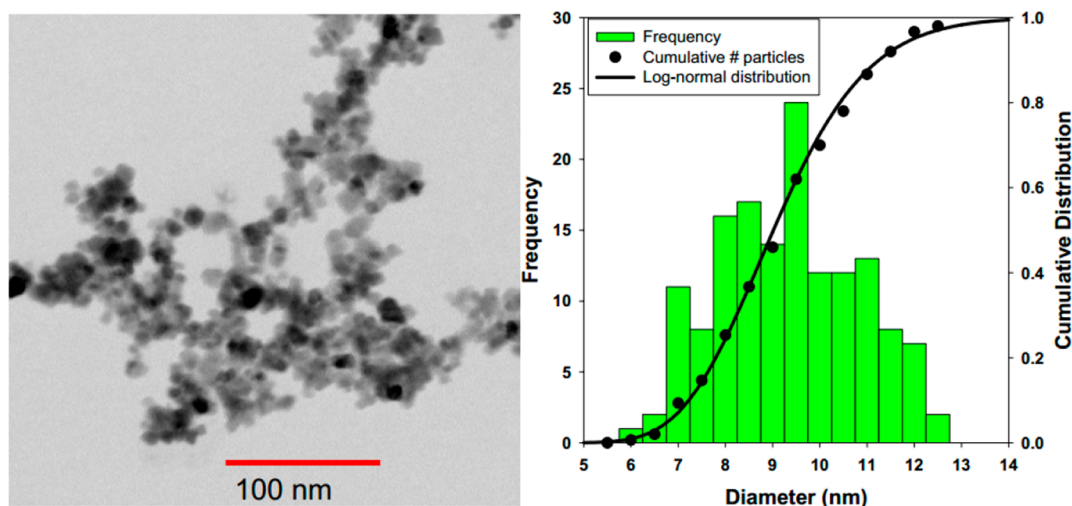 100 nm
Frequency
Cumulative # particles
Log-normal distribution
30
25
20
15
10
5
0
Frequency
1.0
0.8
0.6
0.4
0.2
0.0
Cumulative Distribution
5 6 7 8 9 10 11 12 13 14
Diameter (nm)